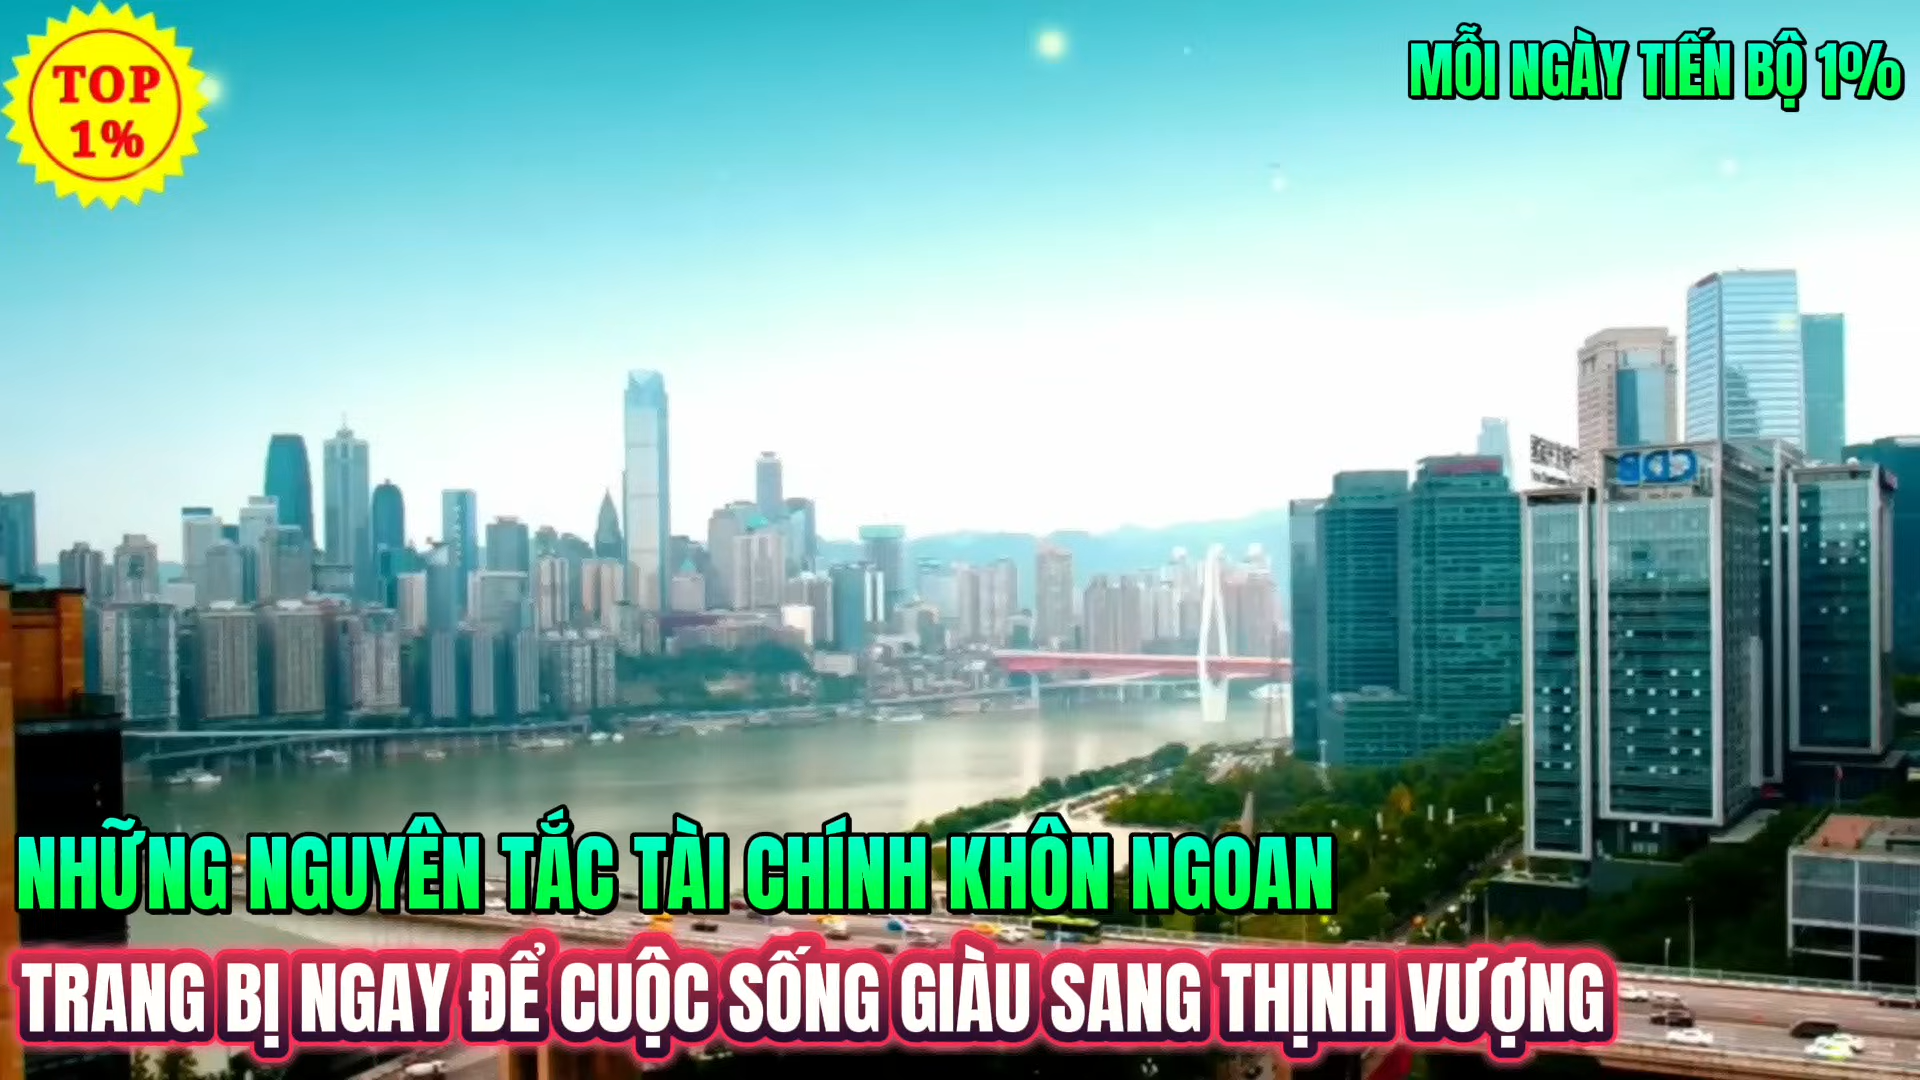 TOP
1%
MỖI NGÀY TIẾN BỘ 1%
NHỮNG NGUYÊN TẮC TÀI CHÍNH KHÔN NGOAN
TRANG BỊ NGAY ĐỂ CUỘC SỐNG GIÀU SANG THỊNH VƯỢNG